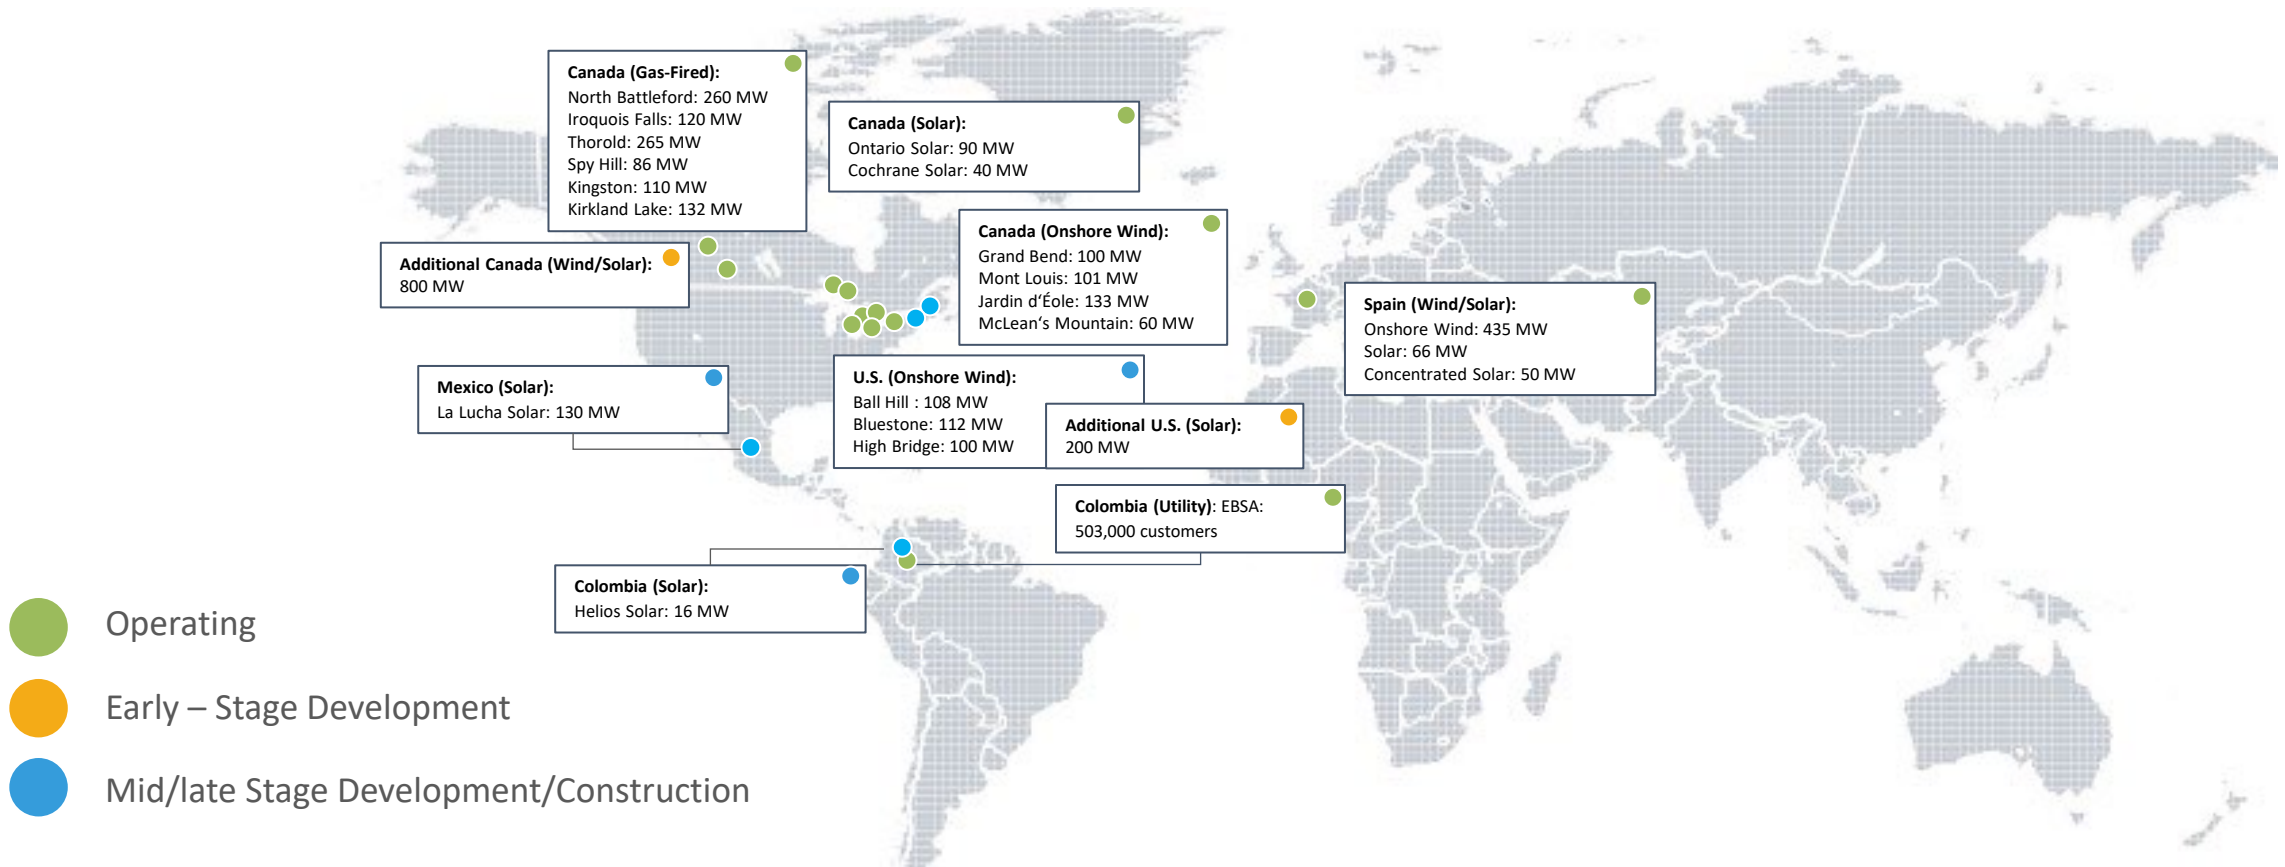 Canada (Gas-Fired):
North Battleford: 260 MW
Iroquois Falls: 120 MW
Thorold: 265 MW
Spy Hill: 86 MW
Kingston: 110 MW
Kirkland Lake: 132 MW
Canada (Solar):
Ontario Solar: 90 MW
Cochrane Solar: 40 MW
Canada (Onshore Wind):
Grand Bend: 100 MW
Mont Louis: 101 MW
Jardin d‘Éole: 133 MW
McLean‘s Mountain: 60 MW
Additional Canada (Wind/Solar):
800 MW
Spain (Wind/Solar):
Onshore Wind: 435 MW
Solar: 66 MW
Concentrated Solar: 50 MW
Mexico (Solar):
La Lucha Solar: 130 MW
U.S. (Onshore Wind):
Ball Hill : 108 MW
Bluestone: 112 MW
High Bridge: 100 MW
Additional U.S. (Solar):
200 MW
Colombia (Utility): EBSA:
503,000 customers
Colombia (Solar):
Helios Solar: 16 MW
Operating
Early – Stage Development
Mid/late Stage Development/Construction